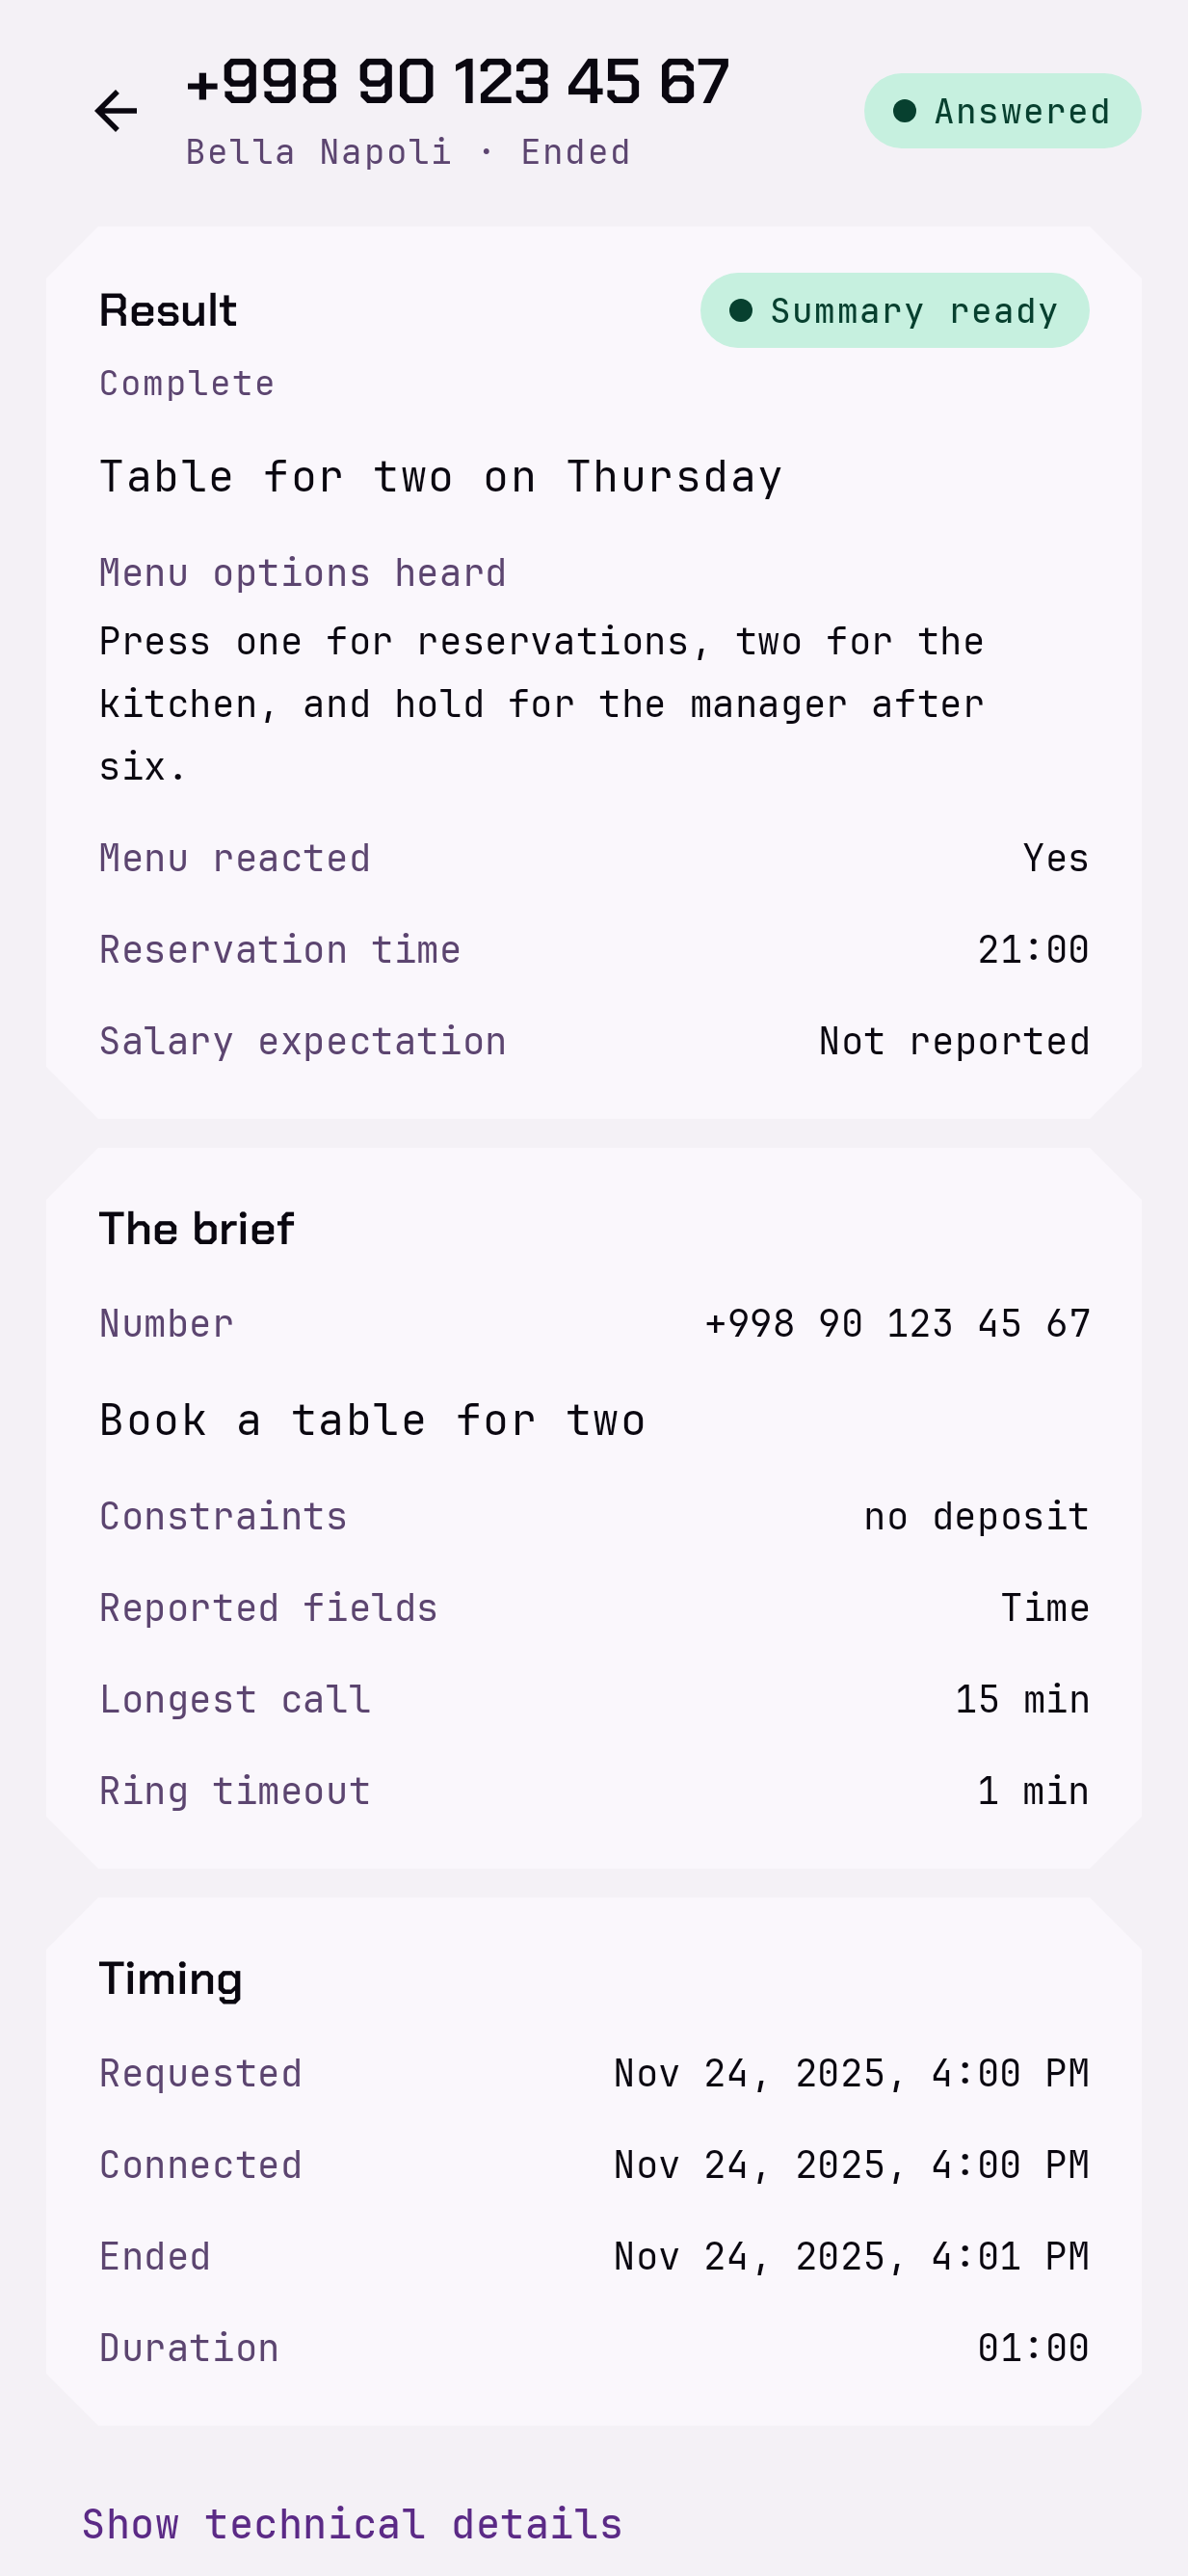 +998 90 123 45 67
Bella Napoli · Ended
Answered
Result
Summary ready
Complete
Table for two on Thursday
Menu options heard
Press one for reservations, two for the
kitchen, and hold for the manager after
six.
Menu reacted Yes
Reservation time 21:00
Salary expectation Not reported
The brief
Number +998 90 123 45 67
Book a table for two
Constraints no deposit
Reported fields Time
Longest call 15 min
Ring timeout 1 min
Timing
Requested Nov 24, 2025, 4:00 PM
Connected Nov 24, 2025, 4:00 PM
Ended Nov 24, 2025, 4:01 PM
Duration 01:00
Show technical details